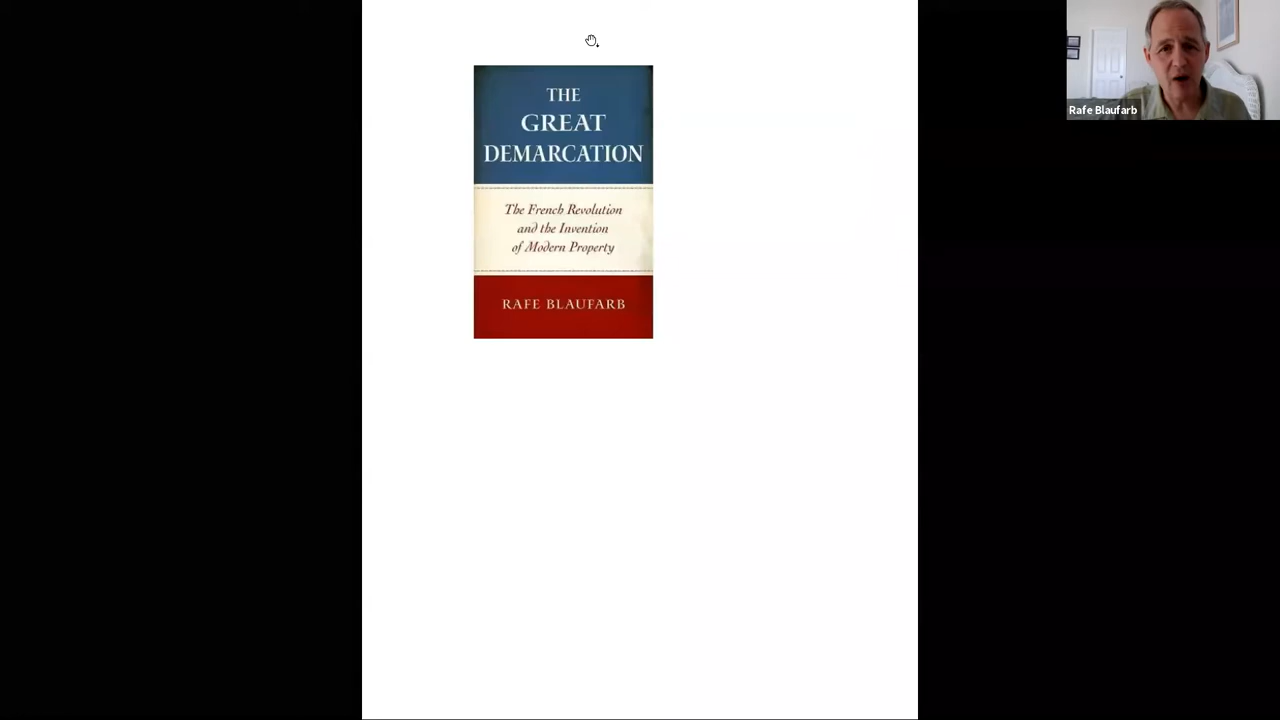 THE
GREAT
DEMARCATION
The French Revolution
and the Invention
of Modern Property
RAFE BLAUFARB
Rafe Blaufarb